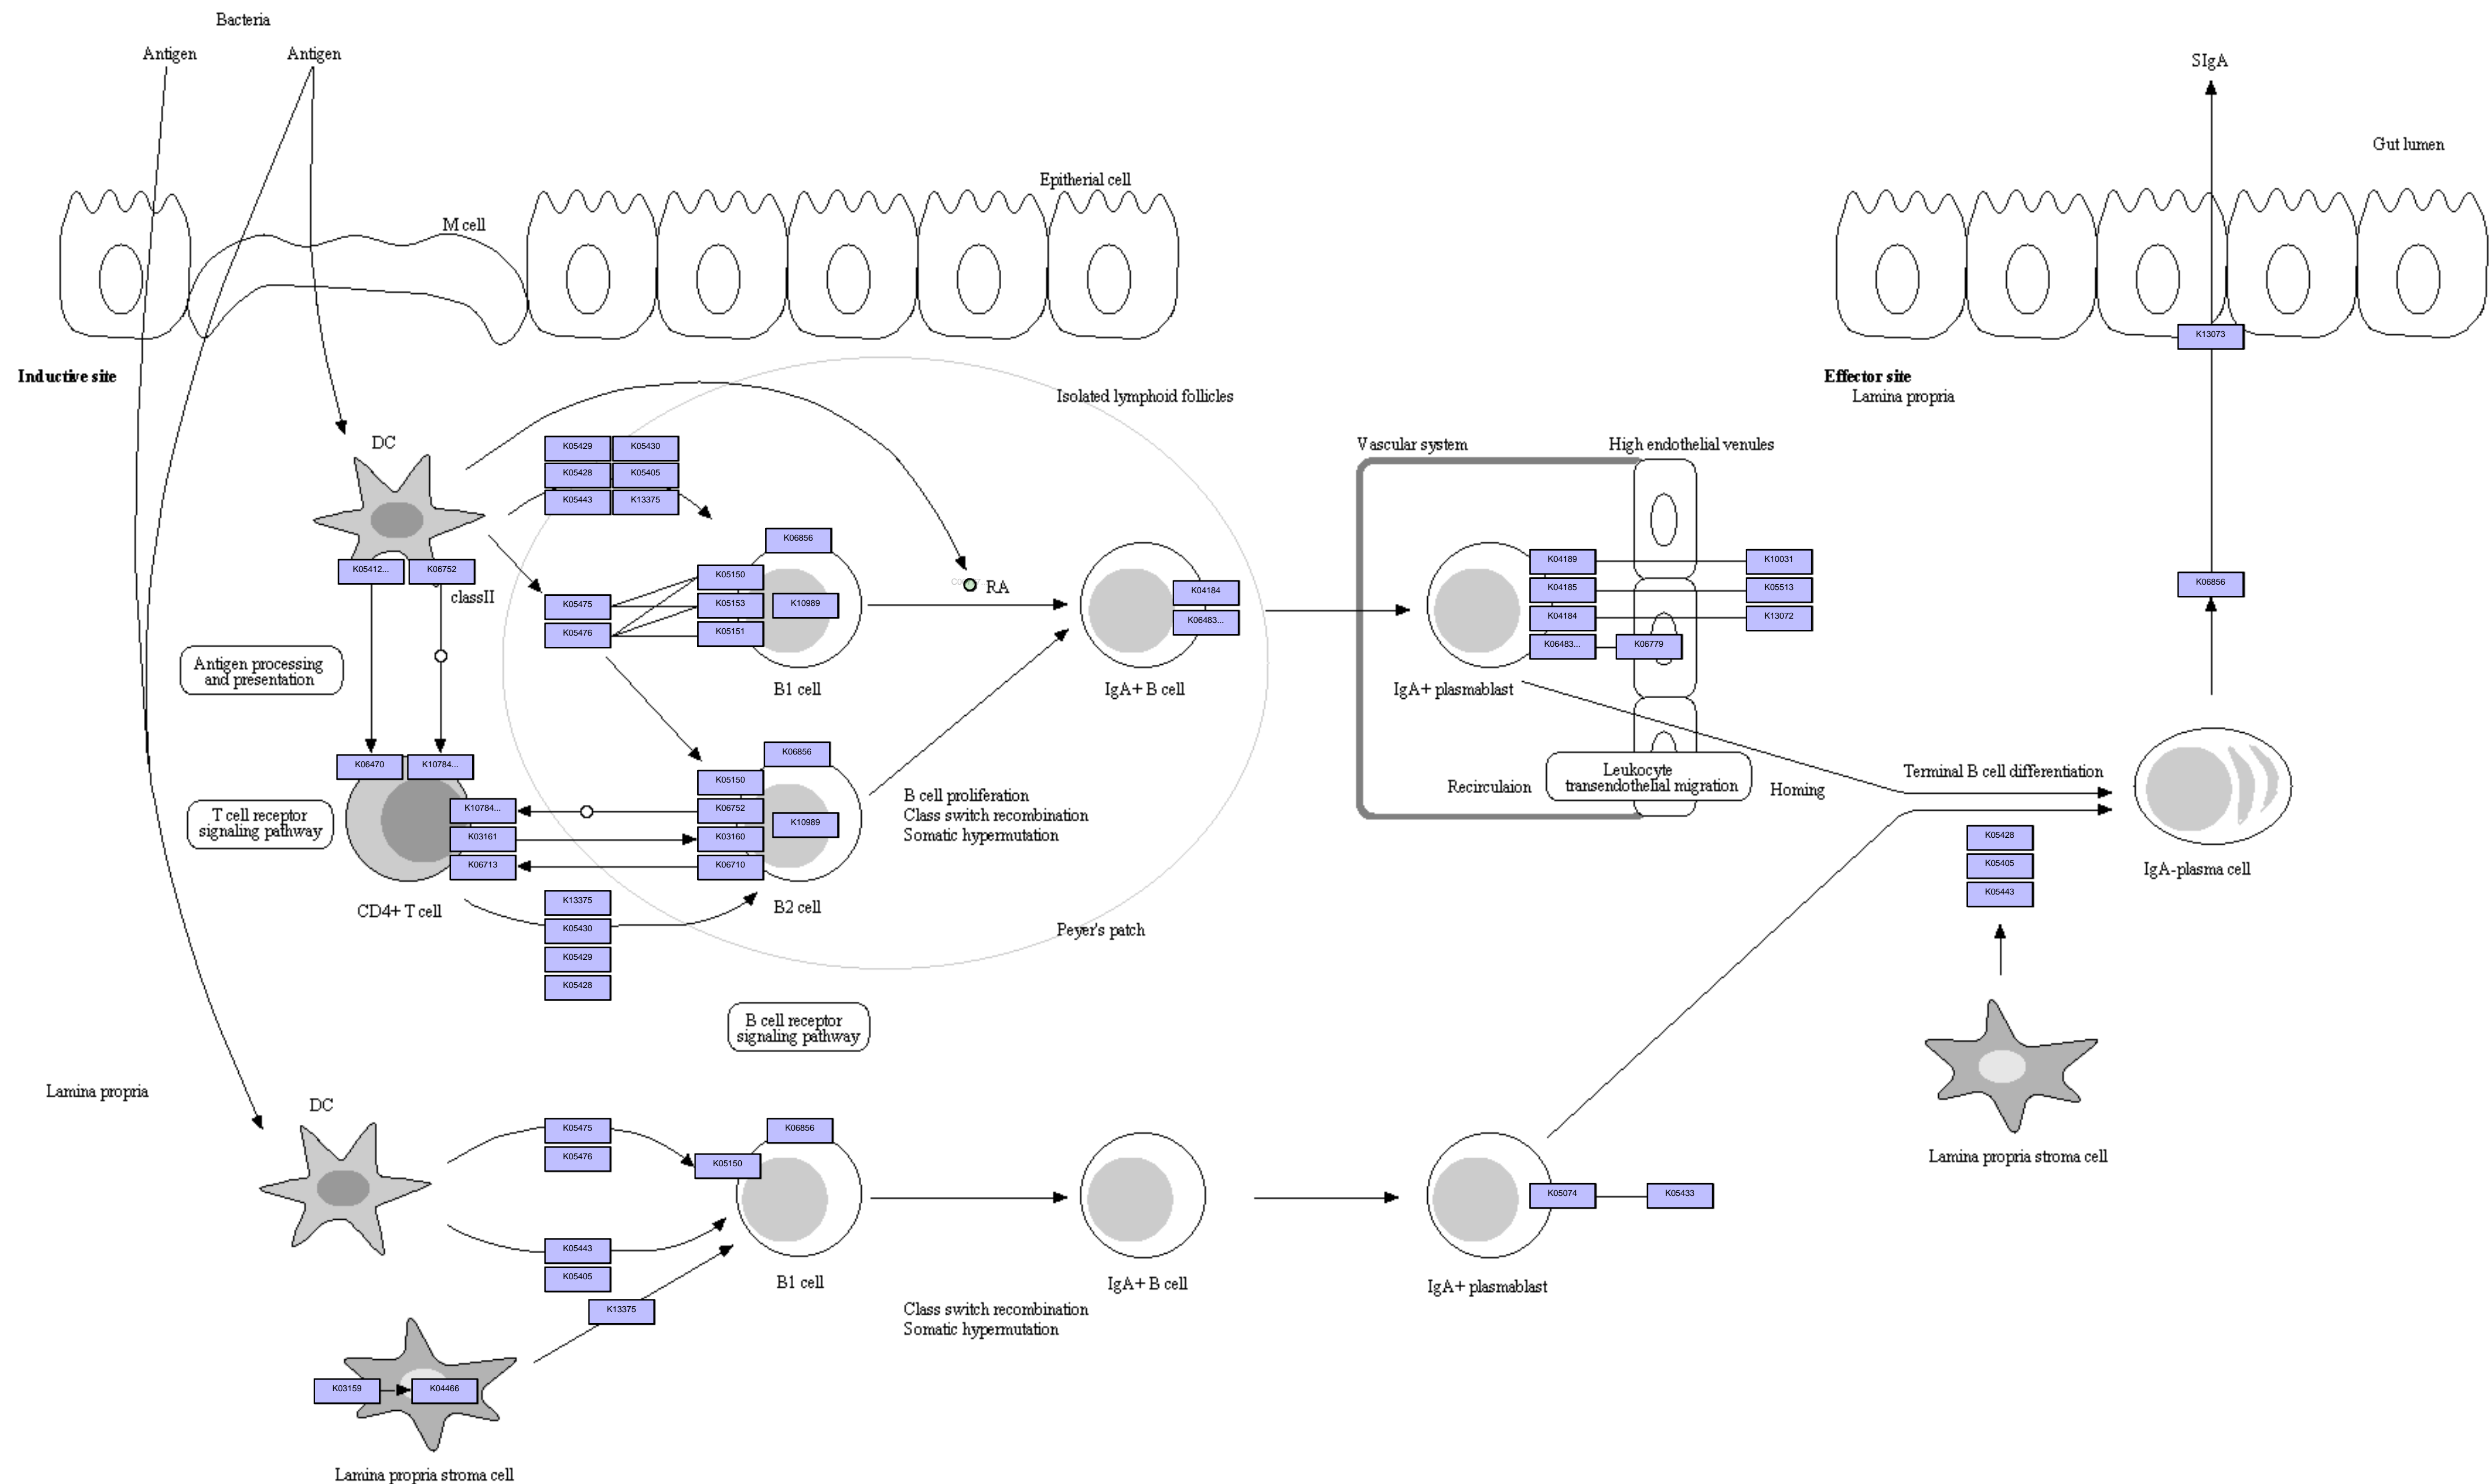 Bacteria
Antigen
Antigen
SIgA
Gut lumen
Epitherial cell
M cell
K13073
Inductive site
Effector site
Lamina propria
Isolated lymphoid follicles
DC
K05429
K05430
K05428
K05405
K05443
K13375
Vascular system
High endothelial venules
K05412...
K06752
classII
K06856
K05475
K05476
K05150
K05153
K05151
K10989
B1 cell
RA
K04184
K06483...
IgA+ B cell
K04189
K04185
K04184
K06483...
K06779
K10031
K05513
K13072
IgA+ plasmablast
K06856
Antigen processing
and presentation
K06470
K10784...
T cell receptor
signaling pathway
K10784...
K03161
K06713
CD4+ T cell
K06856
K05150
K06752
K03160
K06710
K10989
B2 cell
B cell proliferation
Class switch recombination
Somatic hypermutation
Recirculaion
Leukocyte
transendothelial migration
Homing
Terminal B cell differentiation
K05428
K05405
K05443
IgA-plasma cell
K13375
K05430
K05429
K05428
Peyer's patch
B cell receptor
signaling pathway
Lamina propria
DC
K05475
K05476
K06856
K05150
K05443
K05405
K13375
B1 cell
IgA+ B cell
K05074
K05433
IgA+ plasmablast
Lamina propria stroma cell
Class switch recombination
Somatic hypermutation
K03159
K04466
Lamina propria stroma cell